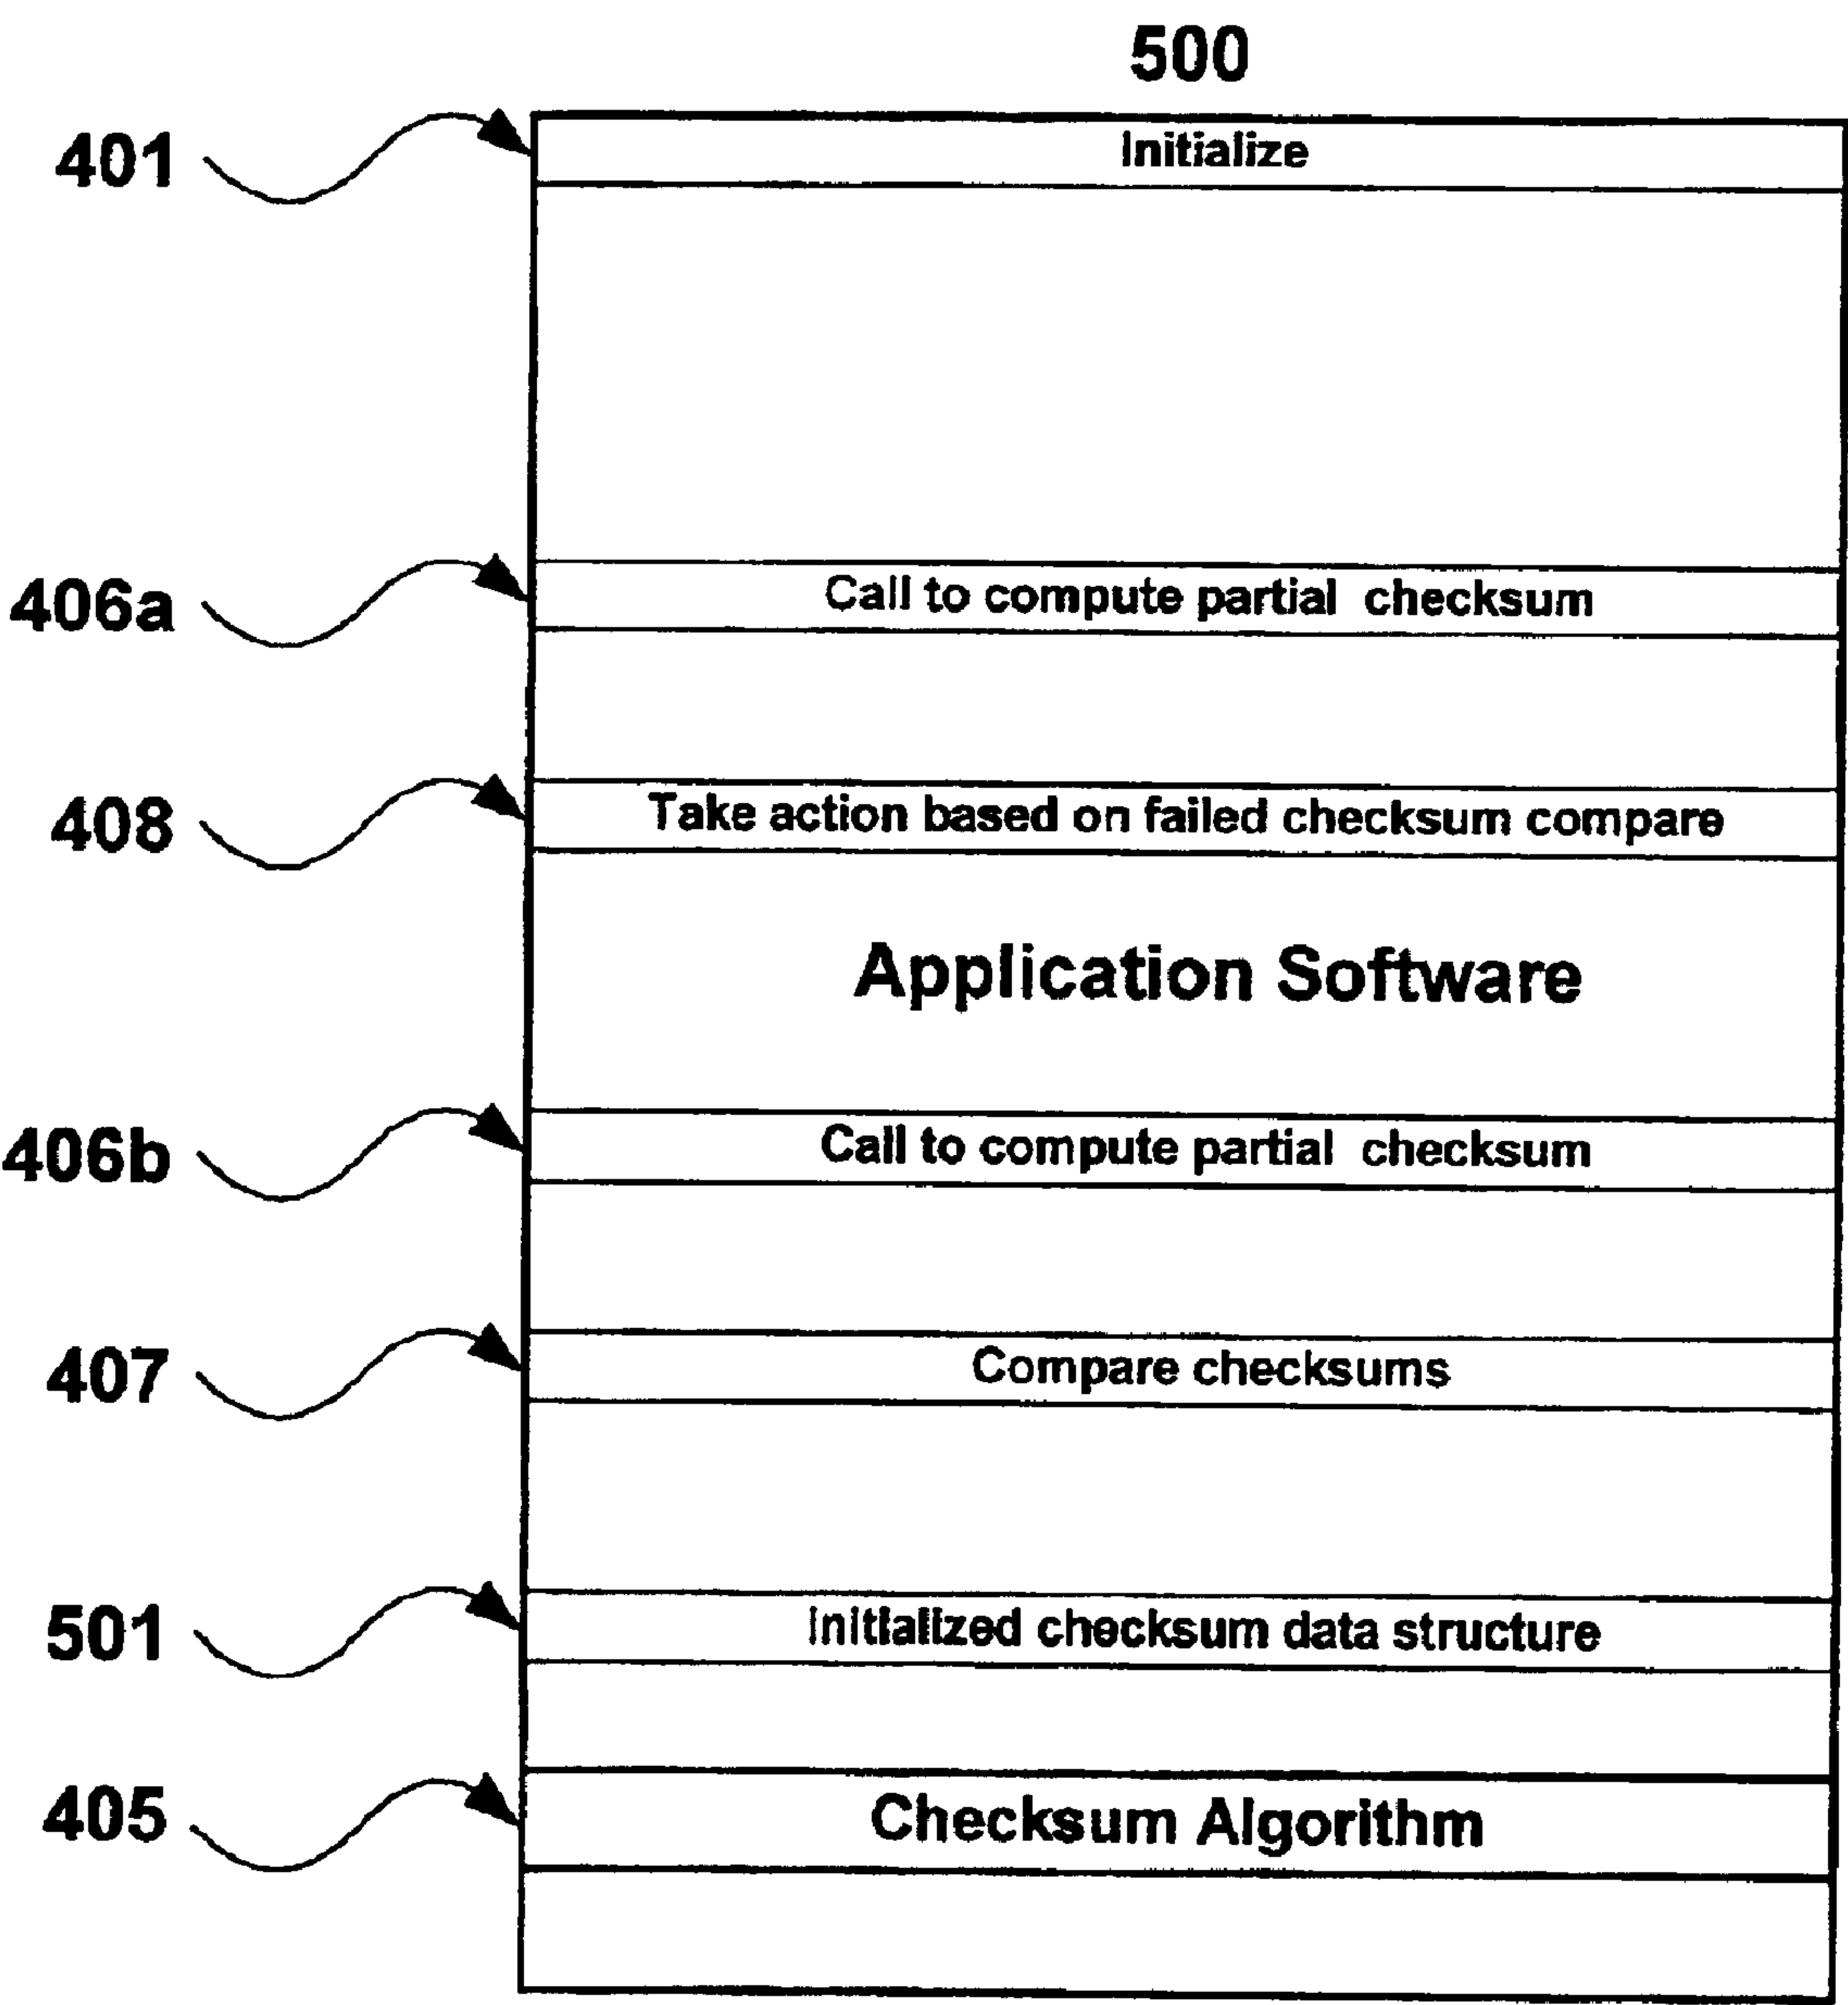 500
401 Initialize
406a Call to compute partial checksum
408 Take action based on failed checksum compare
Application Software
406b Call to compute partial checksum
407 Compare checksums
501 Initialized checksum data structure
405 Checksum Algorithm